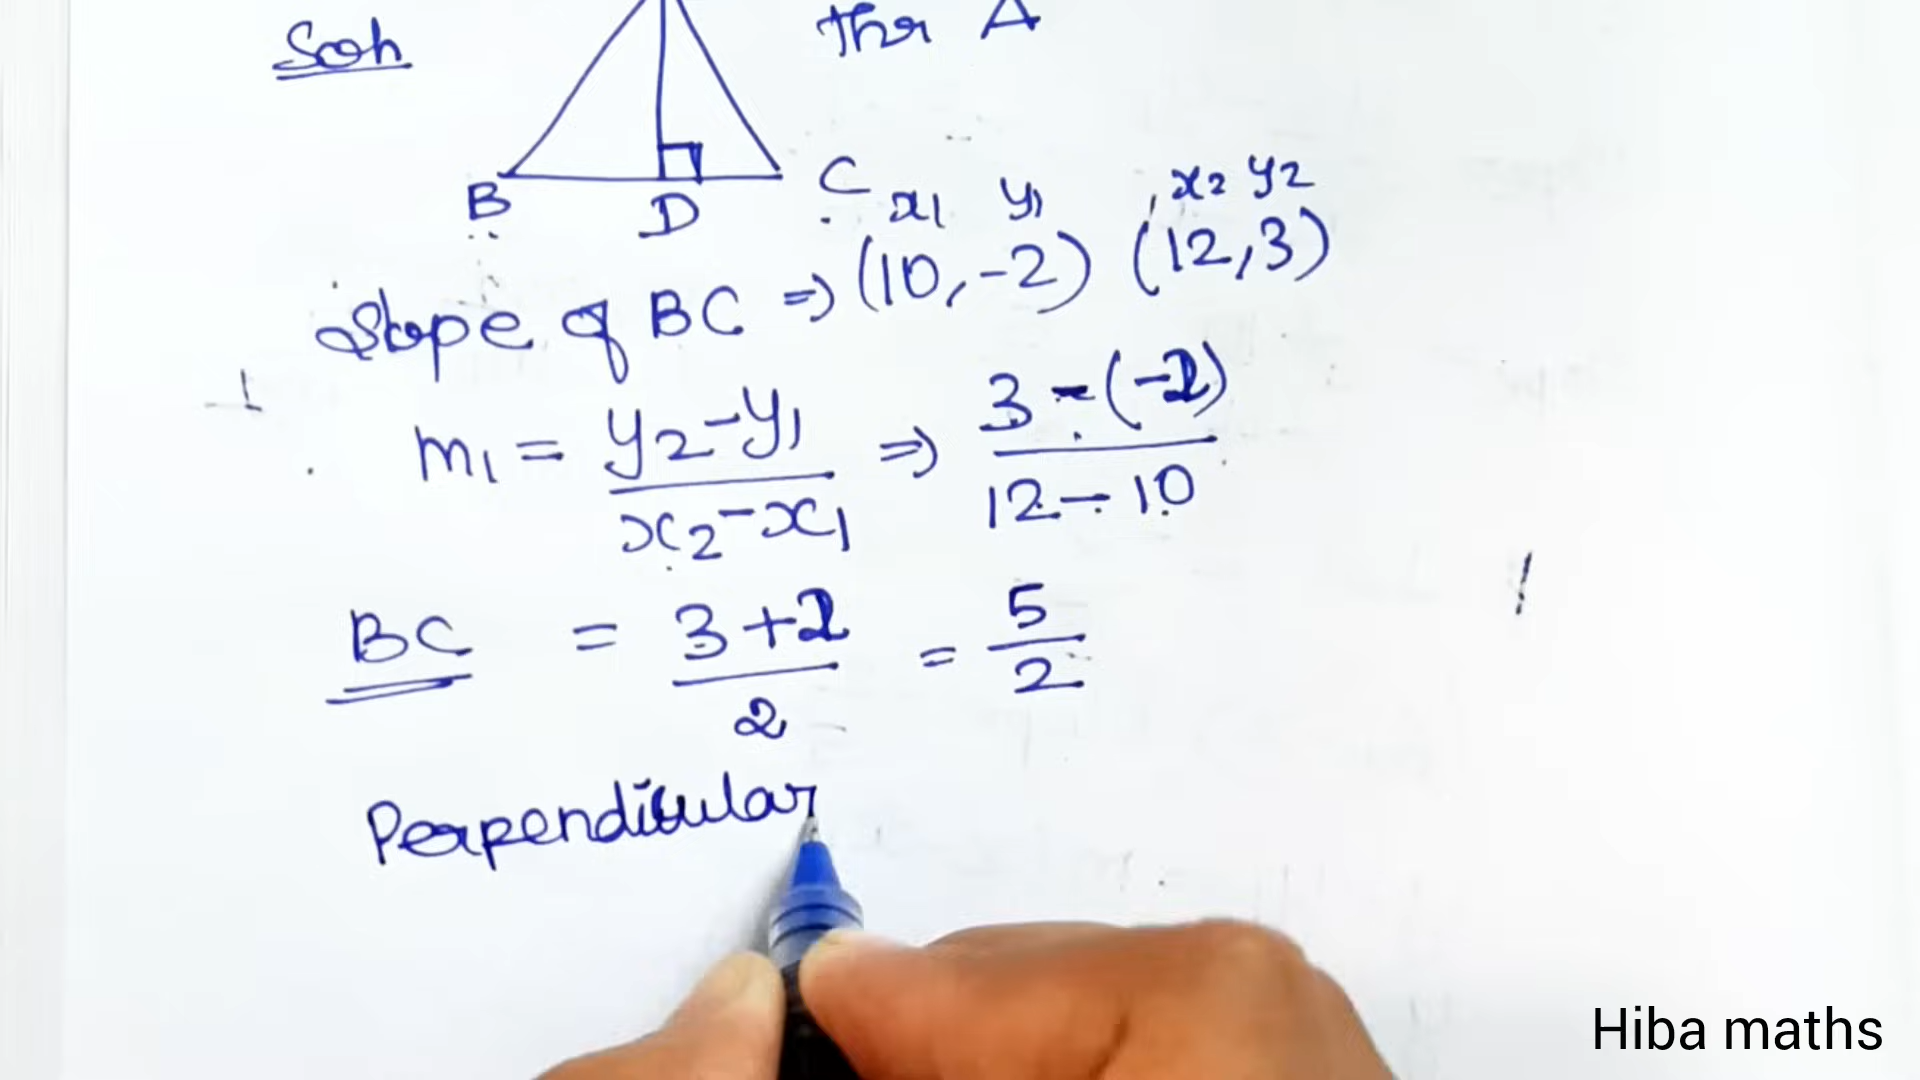 Soln
thr A
B D C
x1 y1 x2 y2
Slope of BC ⇒ (10, -2) (12, 3)
m1 = y2-y1 / x2-x1 ⇒ 3-(-2) / 12-10
BC = 3+2 / 2 = 5/2
Perpendicular
Hiba maths